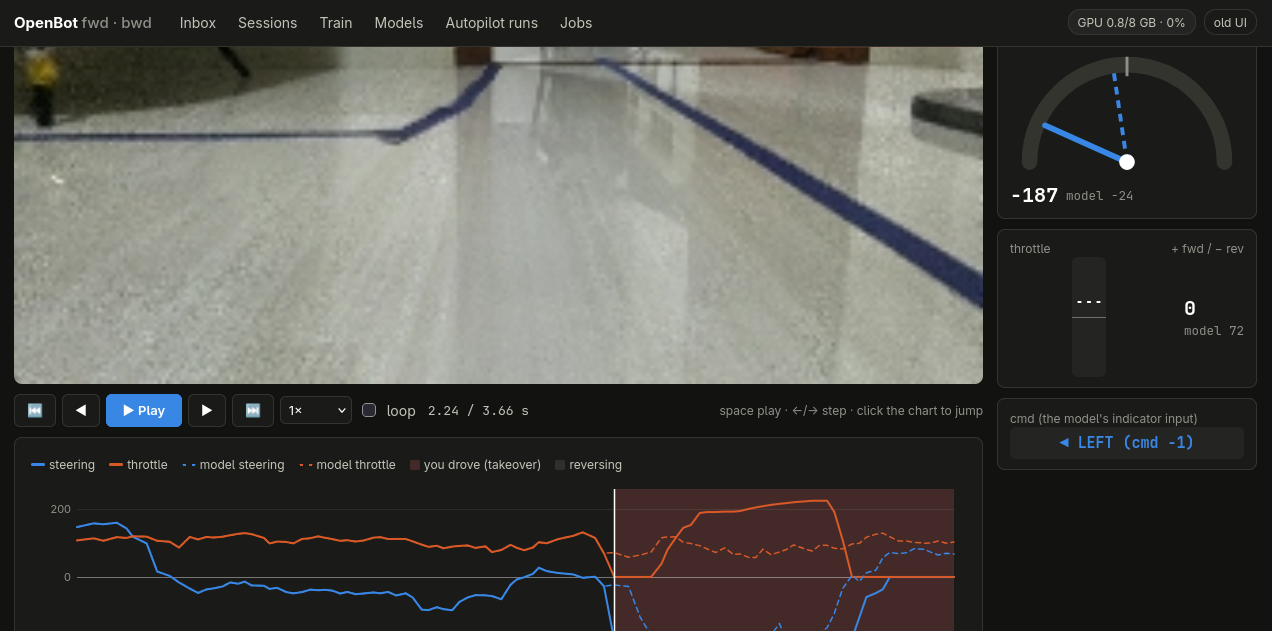 OpenBot fwd · bwd Inbox Sessions Train Models Autopilot runs Jobs GPU 0.8/8 GB · 0% old UI
-187 model -24
throttle + fwd / − rev
0
model 72
cmd (the model's indicator input)
◄ LEFT (cmd -1)
⏮ ◀ ▶ Play ▶ ⏭ 1× loop 2.24 / 3.66 s space play · ←/→ step · click the chart to jump
steering throttle model steering model throttle you drove (takeover) reversing
200
0